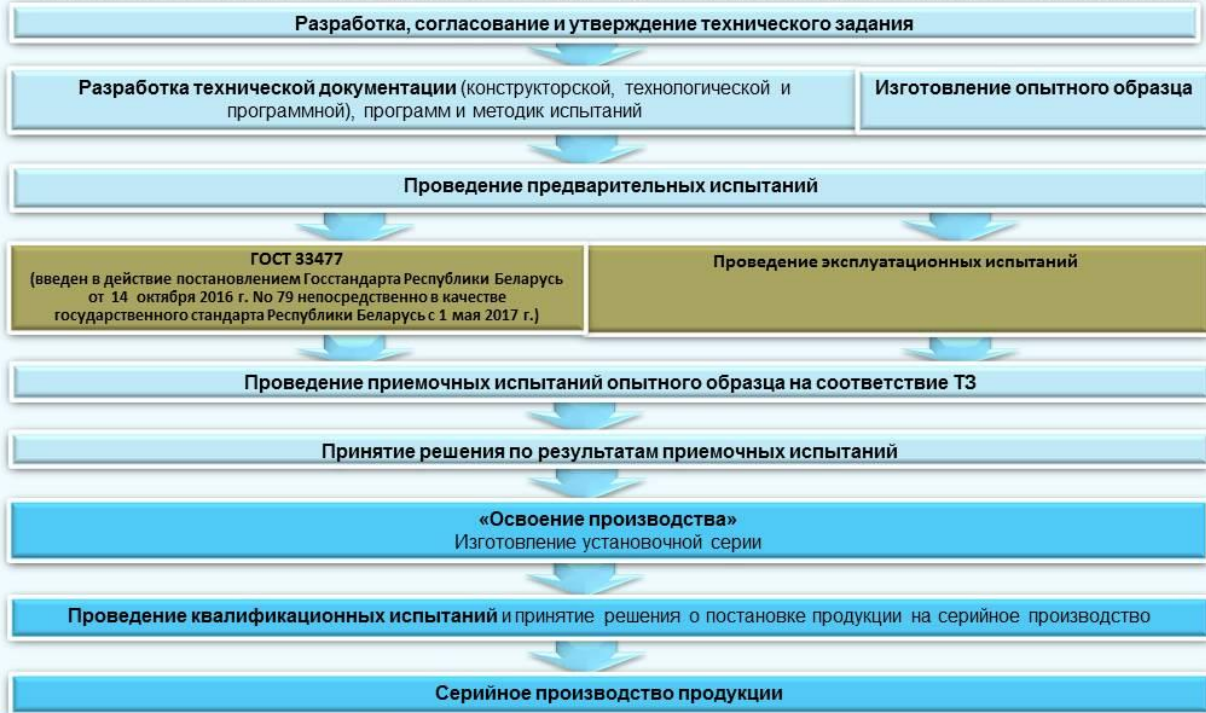 Разработка, согласование и утверждение технического задания
Разработка технической документации (конструкторской, технологической и
программной), программ и методик испытаний
Изготовление опытного образца
Проведение предварительных испытаний
ГОСТ 33477
(введен в действие постановлением Госстандарта Республики Беларусь
от 14 октября 2016 г. No 79 непосредственно в качестве
государственного стандарта Республики Беларусь с 1 мая 2017 г.)
Проведение эксплуатационных испытаний
Проведение приемочных испытаний опытного образца на соответствие ТЗ
Принятие решения по результатам приемочных испытаний
«Освоение производства»
Изготовление установочной серии
Проведение квалификационных испытаний и принятие решения о постановке продукции на серийное производство
Серийное производство продукции